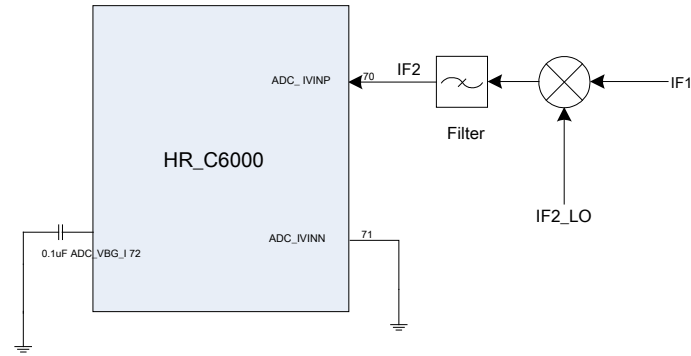 ADC_ IVINP
70
IF2
IF1
Filter
HR_C6000
IF2_LO
ADC_IVINN
71
0.1uF ADC_VBG_I 72